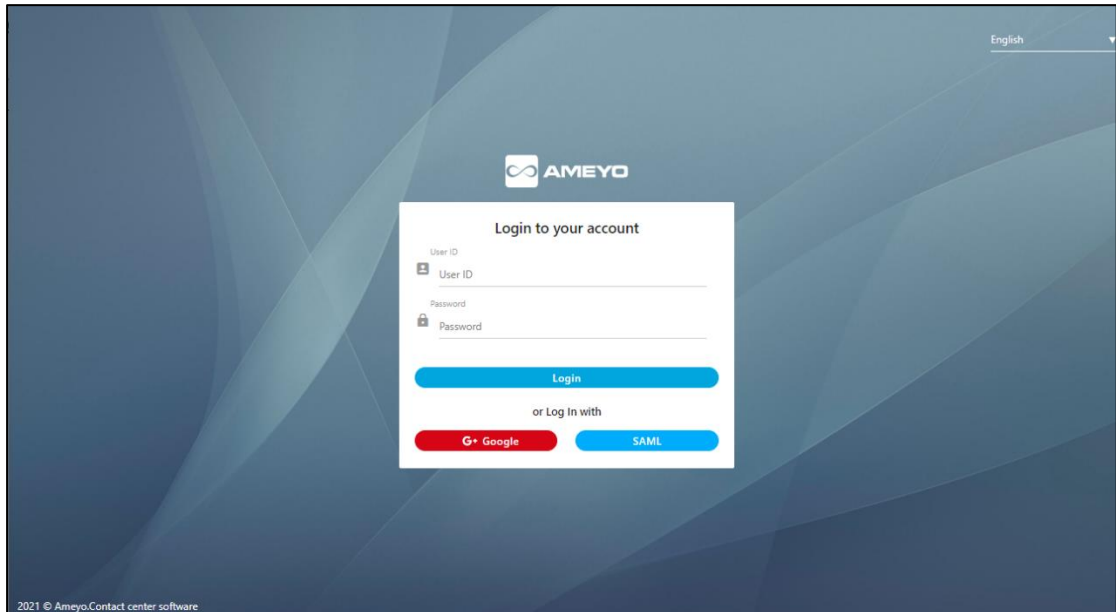 English
AMEYO
Login to your account
User ID
User ID
Password
Password
Login
or Log In with
G+ Google
SAML
2021 © Ameyo.Contact center software